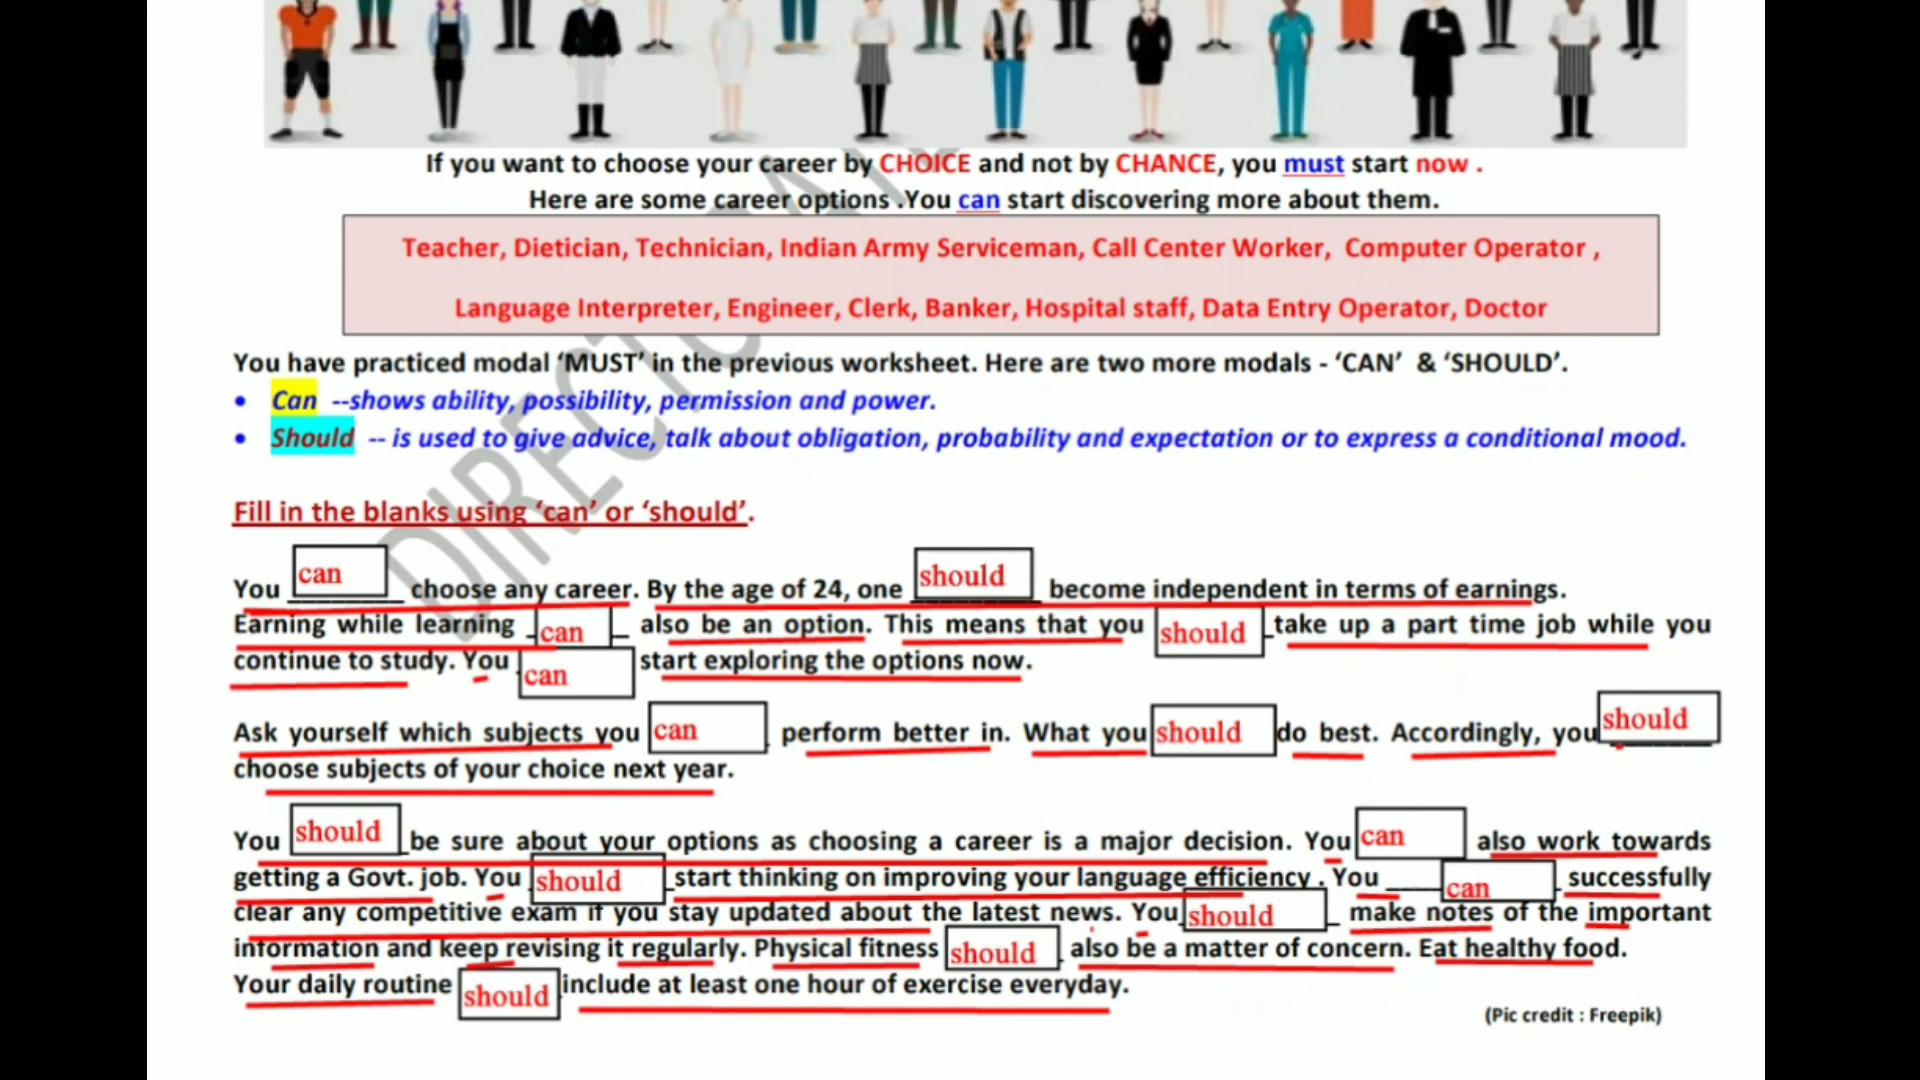 If you want to choose your career by CHOICE and not by CHANCE, you must start now .
Here are some career options .You can start discovering more about them.
Teacher, Dietician, Technician, Indian Army Serviceman, Call Center Worker, Computer Operator ,
Language Interpreter, Engineer, Clerk, Banker, Hospital staff, Data Entry Operator, Doctor
You have practiced modal ‘MUST’ in the previous worksheet. Here are two more modals - ‘CAN’ & ‘SHOULD’.
• Can --shows ability, possibility, permission and power.
• Should -- is used to give advice, talk about obligation, probability and expectation or to express a conditional mood.
Fill in the blanks using ‘can’ or ‘should’.
You can choose any career. By the age of 24, one should become independent in terms of earnings.
Earning while learning can also be an option. This means that you should take up a part time job while you
continue to study. You can start exploring the options now.
Ask yourself which subjects you can perform better in. What you should do best. Accordingly, you should
choose subjects of your choice next year.
You should be sure about your options as choosing a career is a major decision. You can also work towards
getting a Govt. job. You should start thinking on improving your language efficiency . You can successfully
clear any competitive exam if you stay updated about the latest news. You should make notes of the important
information and keep revising it regularly. Physical fitness should also be a matter of concern. Eat healthy food.
Your daily routine should include at least one hour of exercise everyday.
(Pic credit : Freepik)